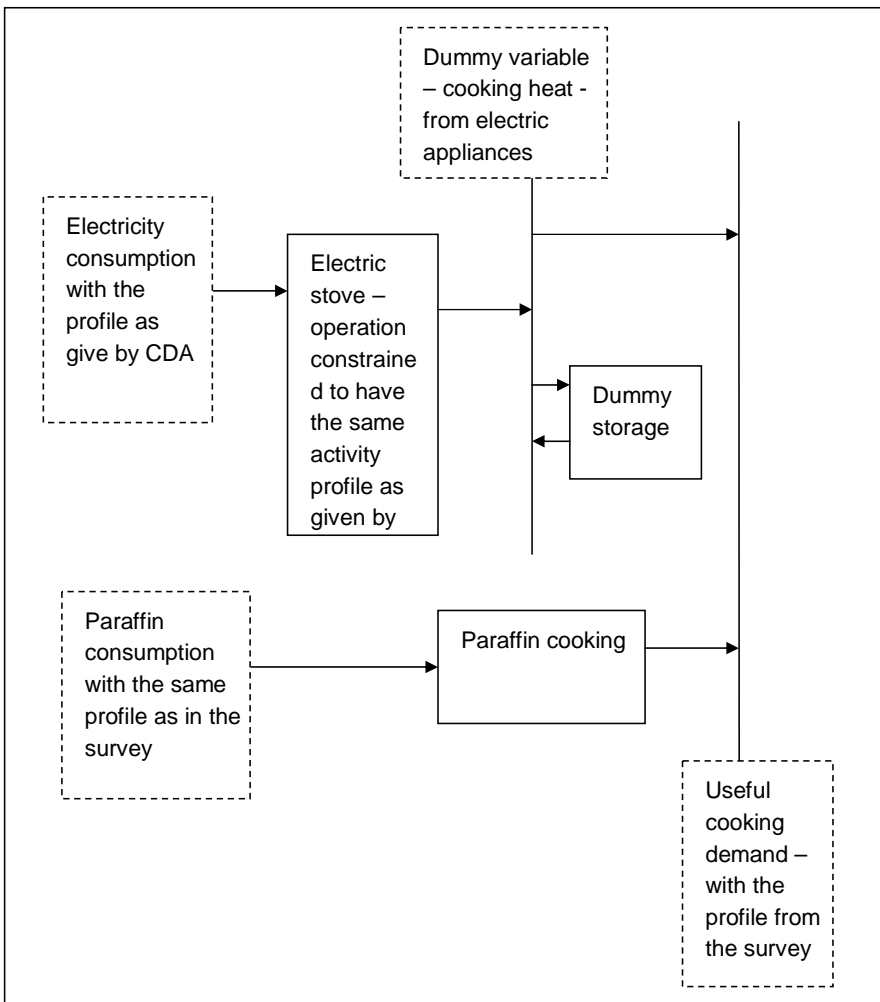 Dummy variable
– cooking heat -
from electric
appliances
Electricity
consumption
with the
profile as
give by CDA
Electric
stove –
operation
constraine
d to have
the same
activity
profile as
given by
Dummy
storage
Paraffin
consumption
with the same
profile as in the
survey
Paraffin cooking
Useful
cooking
demand –
with the
profile from
the survey